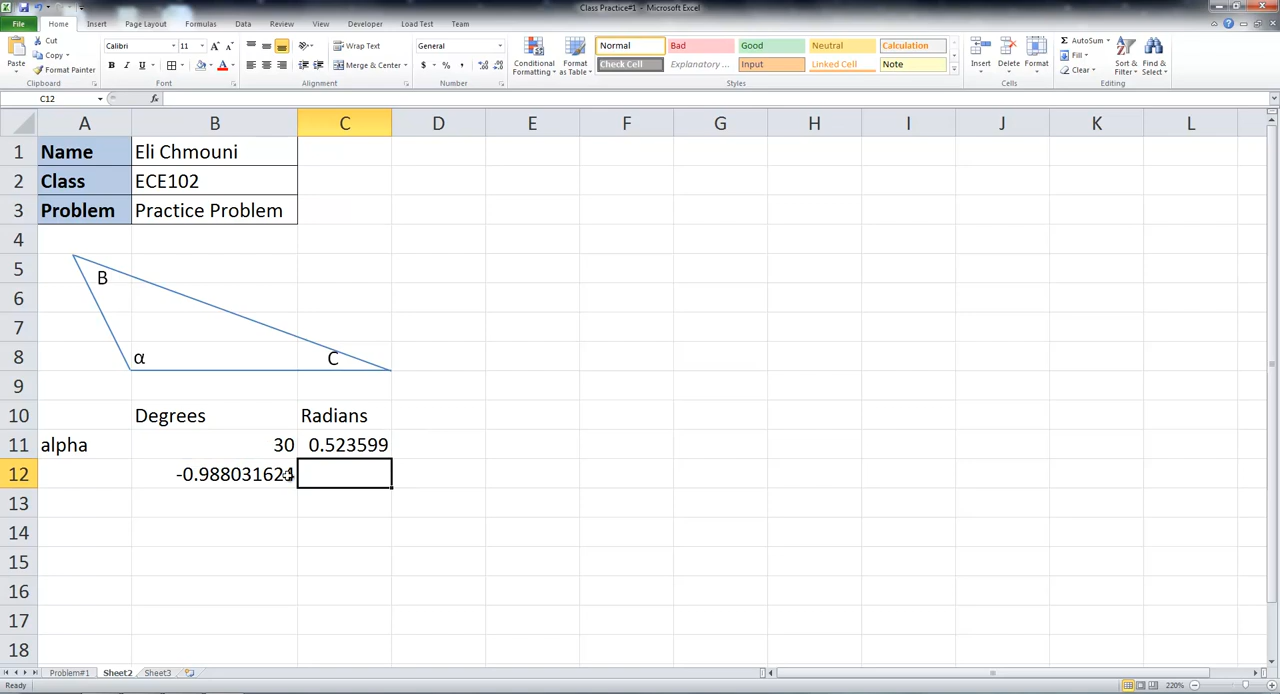 Class Practice#1 - Microsoft Excel
File Home Insert Page Layout Formulas Data Review View Developer Load Test Team
Cut
Copy
Format Painter
Paste
Clipboard
Calibri 11
B I U
Font
Wrap Text
Merge & Center
Alignment
General
$ % ,
Number
Conditional Formatting
Format as Table
Normal Bad Good Neutral Calculation
Check Cell Explanatory ... Input Linked Cell Note
Styles
Insert Delete Format
Cells
AutoSum
Fill
Clear
Sort & Filter
Find & Select
Editing
C12 fx
A B C D E F G H I J K L
1 Name Eli Chmouni
2 Class ECE102
3 Problem Practice Problem
4
5 B
6
7
8 α C
9
10 Degrees Radians
11 alpha 30 0.523599
12 -0.988031621
13
14
15
16
17
18
Problem#1 Sheet2 Sheet3
Ready 220%